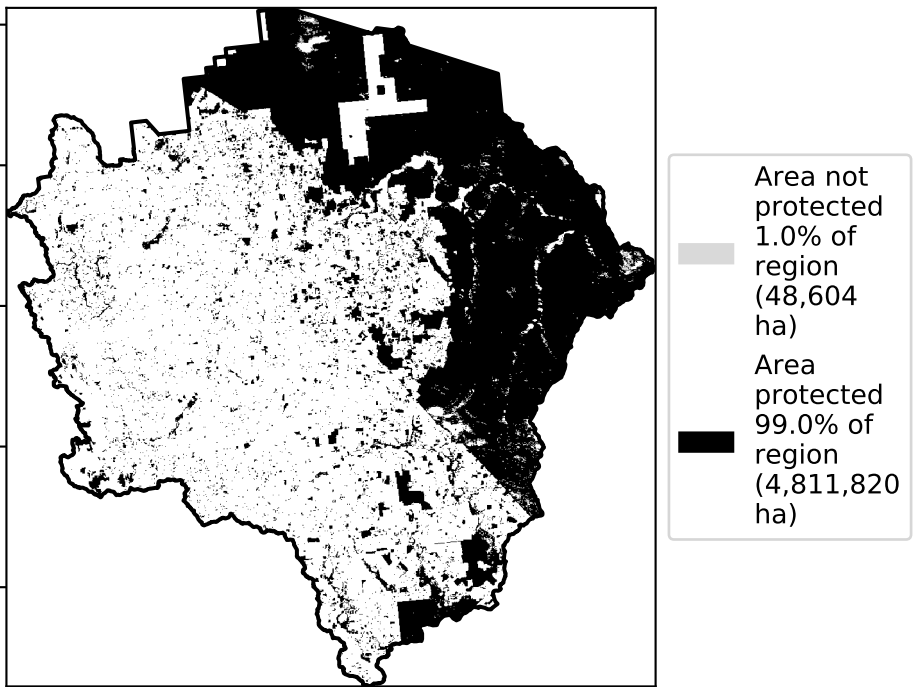 Area not
protected
1.0% of
region
(48,604
ha)
Area
protected
99.0% of
region
(4,811,820
ha)